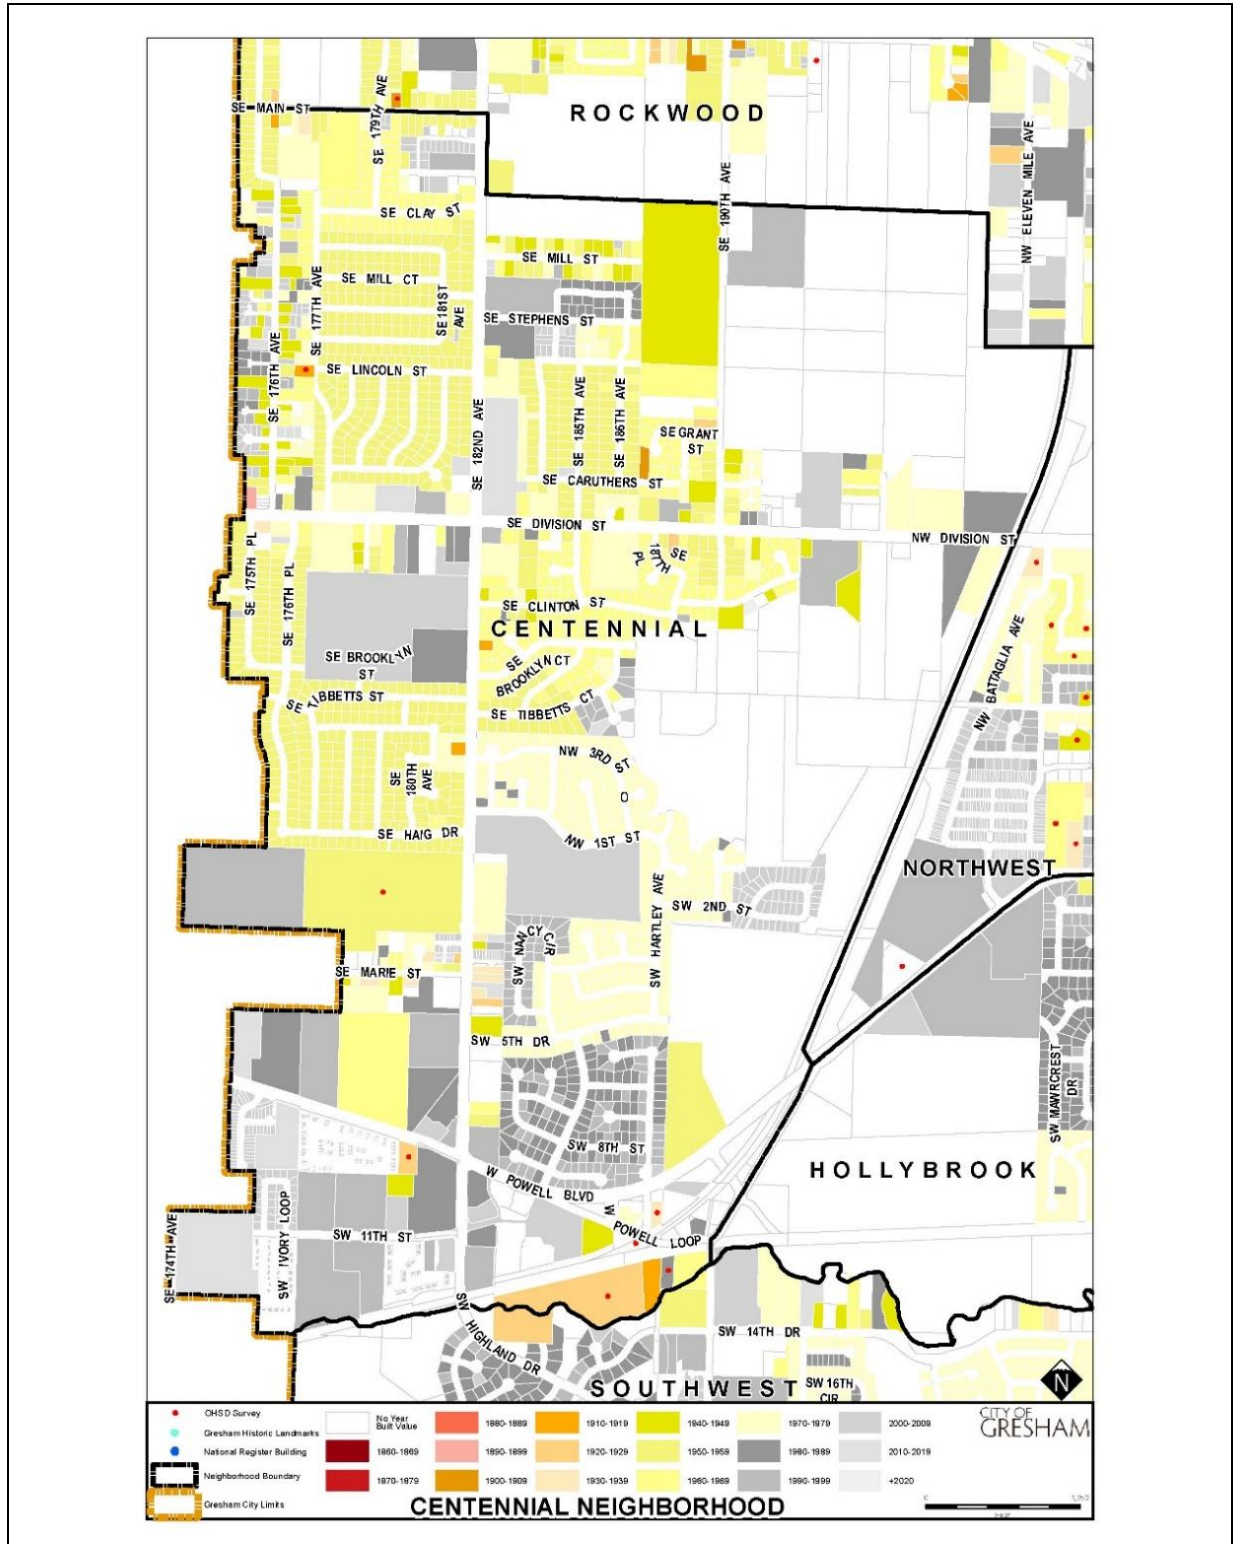 ROCKWOOD
SE MAIN ST
SE 179TH AVE
SE 190TH AVE
NW ELEVEN MILE AVE
SE CLAY ST
SE MILL ST
SE MILL CT
SE 177TH AVE
SE 181ST AVE
SE STEPHENS ST
SE 176TH AVE
SE LINCOLN ST
SE 182ND AVE
SE 185TH AVE
SE 186TH AVE
SE GRANT ST
SE CARUTHERS ST
SE DIVISION ST
NW DIVISION ST
SE 187TH PL
SE 175TH PL
SE 176TH PL
SE CLINTON ST
CENTENNIAL
NW BATTAGLIA AVE
SE BROOKLYN ST
SE BROOKLYN CT
SE TIBBETTS ST
SE TIBBETTS CT
NW 3RD ST
SE 180TH AVE
SE HAIG DR
NW 1ST ST
NORTHWEST
SW HARTLEY AVE
SW 2ND ST
SW NANCY CIR
SE MARIE ST
SW 5TH DR
SW MAWRCREST DR
SW 8TH ST
HOLLYBROOK
W POWELL BLVD
W POWELL LOOP
SW IVORY LOOP
SW 11TH ST
SE 174TH AVE
SW HIGHLAND DR
SW 14TH DR
SW 16TH CIR
SOUTHWEST
N
OHSD Survey
Gresham Historic Landmarks
National Register Building
Neighborhood Boundary
Gresham City Limits
No Year Built Value
1860-1869
1870-1879
1880-1889
1890-1899
1900-1909
1910-1919
1920-1929
1930-1939
1940-1949
1950-1959
1960-1969
1970-1979
1980-1989
1990-1999
2000-2009
2010-2019
+2020
CITY OF
GRESHAM
CENTENNIAL NEIGHBORHOOD